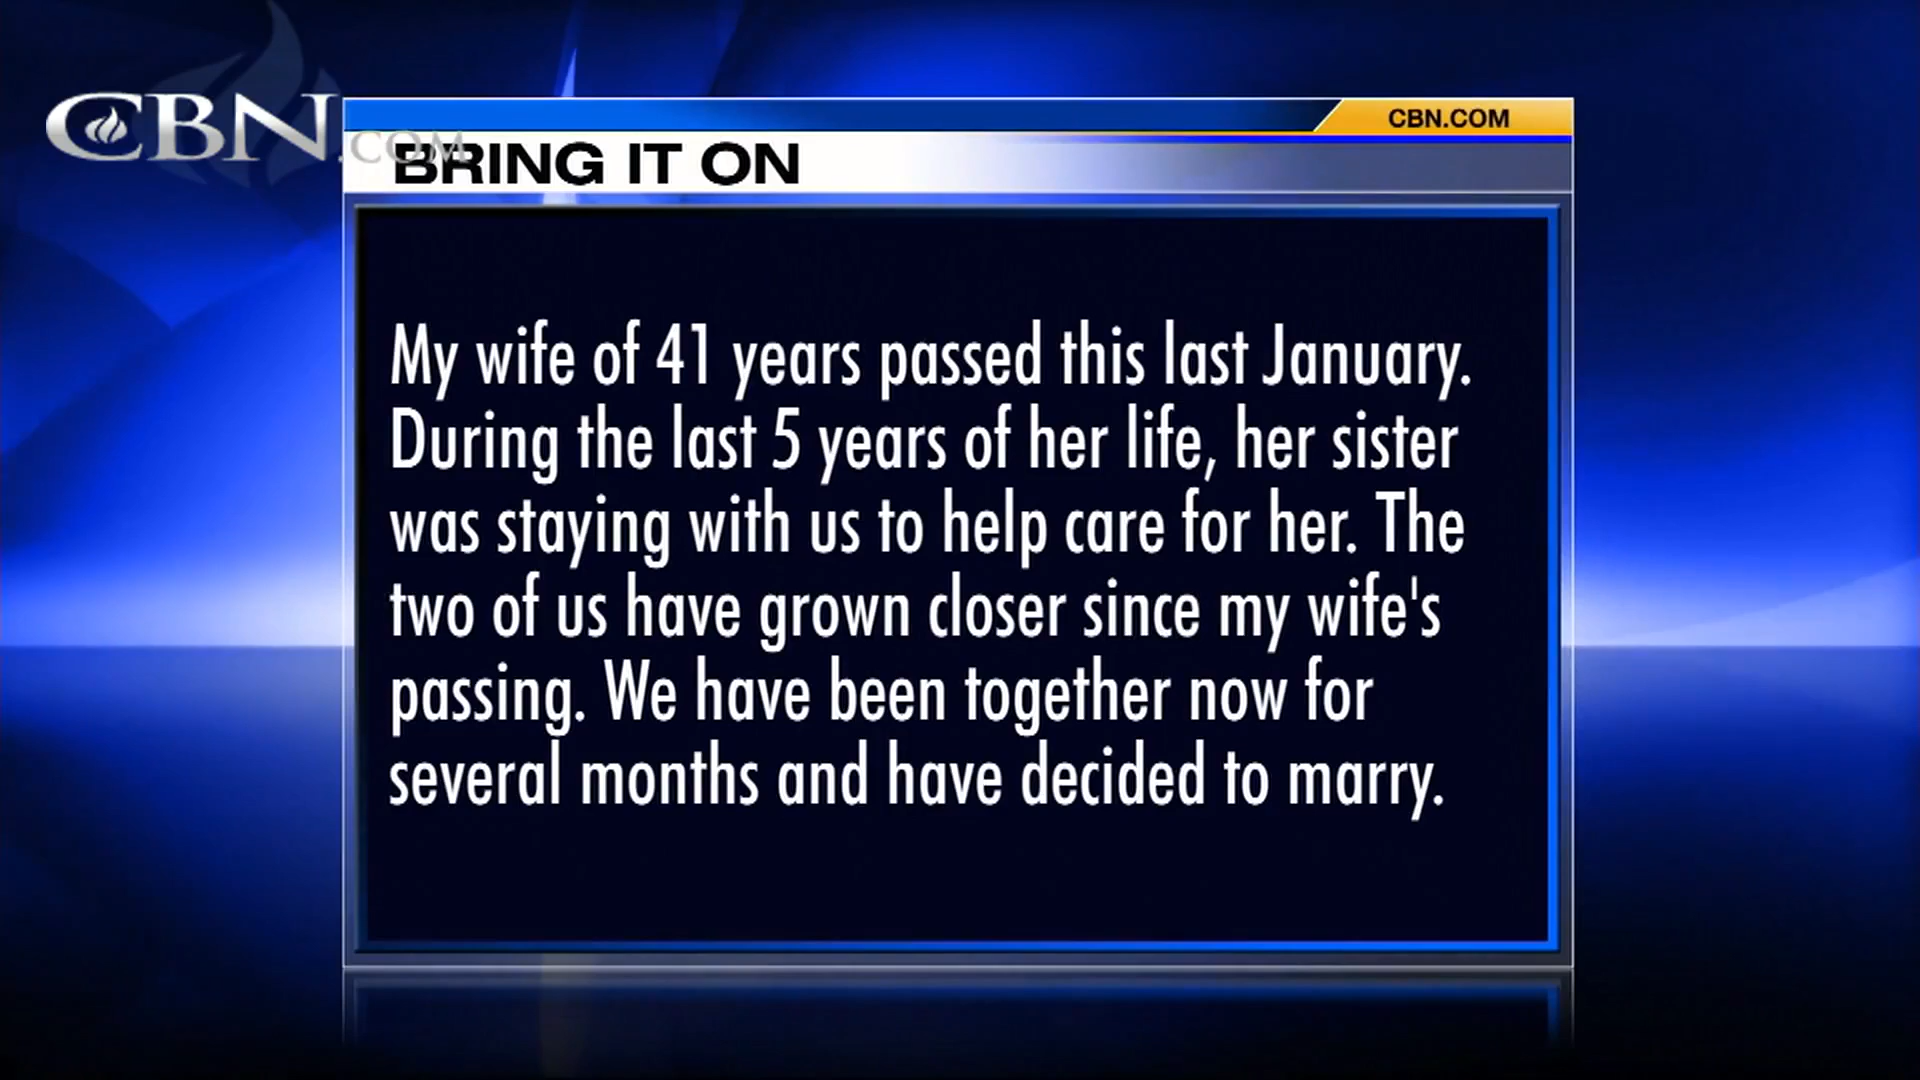 CBN.COM
CBN.COM
BRING IT ON
My wife of 41 years passed this last January.
During the last 5 years of her life, her sister
was staying with us to help care for her. The
two of us have grown closer since my wife's
passing. We have been together now for
several months and have decided to marry.